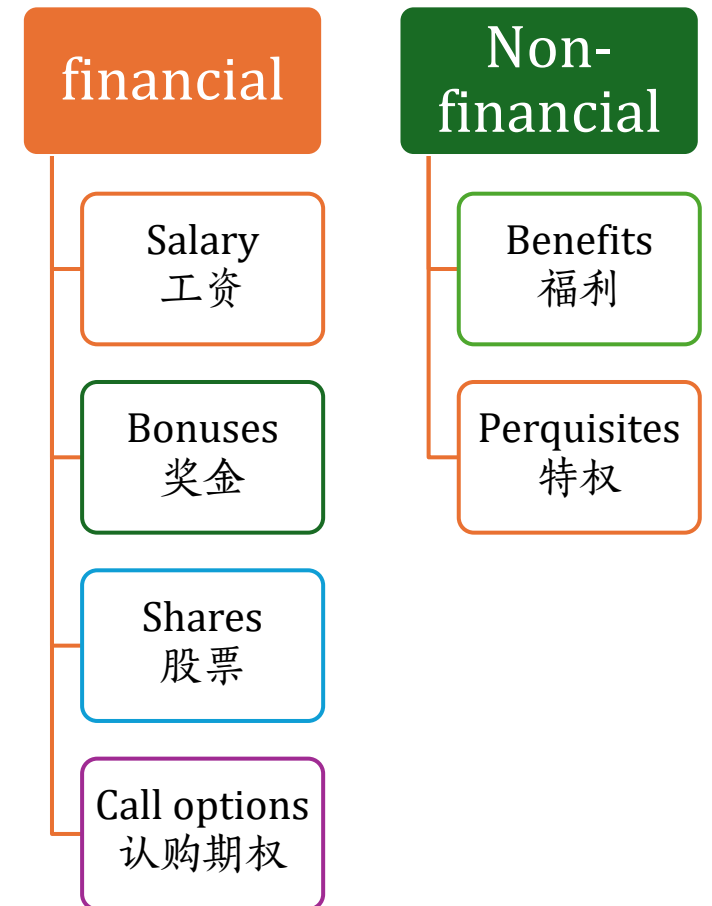 financial
Salary
工资
Bonuses
奖金
Shares
股票
Call options
认购期权
Non-
financial
Benefits
福利
Perquisites
特权